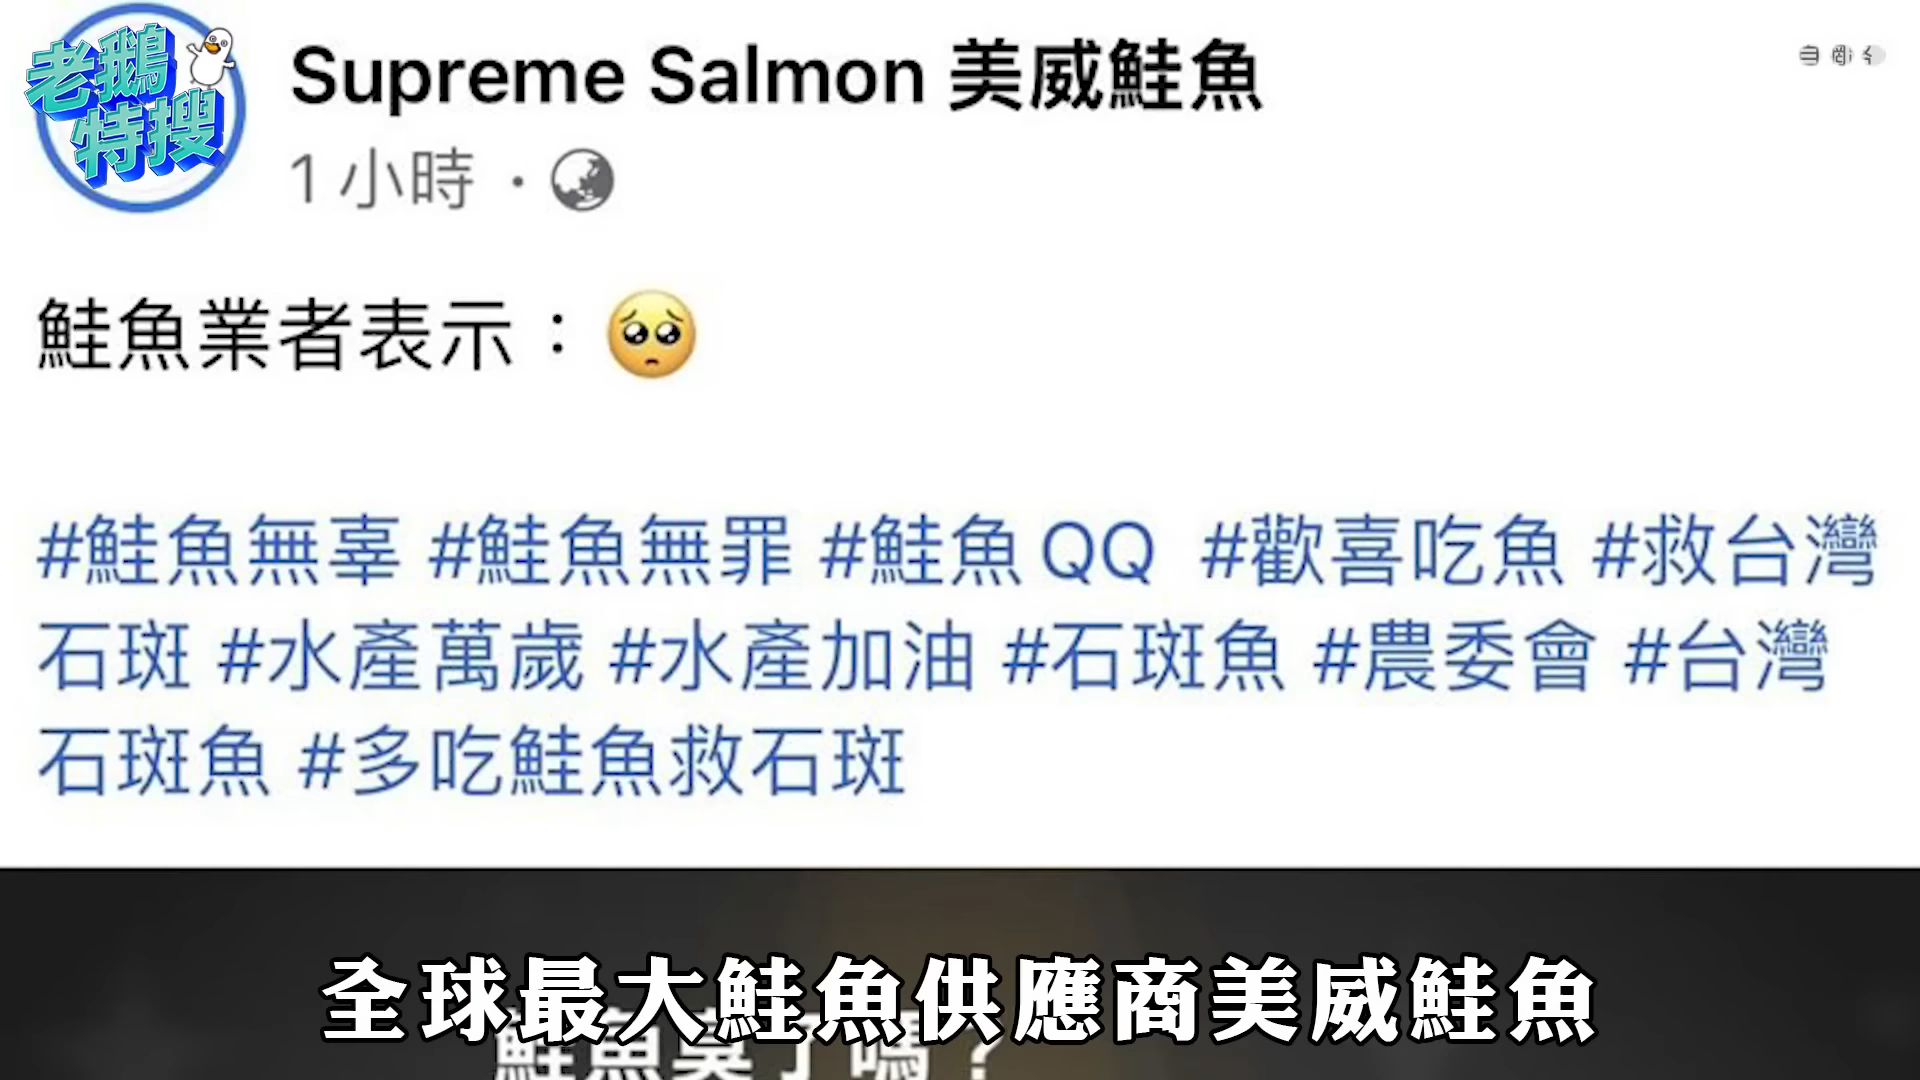 老鵝
特搜
Supreme Salmon 美威鮭魚
1 小時 ·
鮭魚業者表示：🥺
#鮭魚無辜 #鮭魚無罪 #鮭魚QQ #歡喜吃魚 #救台灣
石斑 #水產萬歲 #水產加油 #石斑魚 #農委會 #台灣
石斑魚 #多吃鮭魚救石斑
全球最大鮭魚供應商美威鮭魚